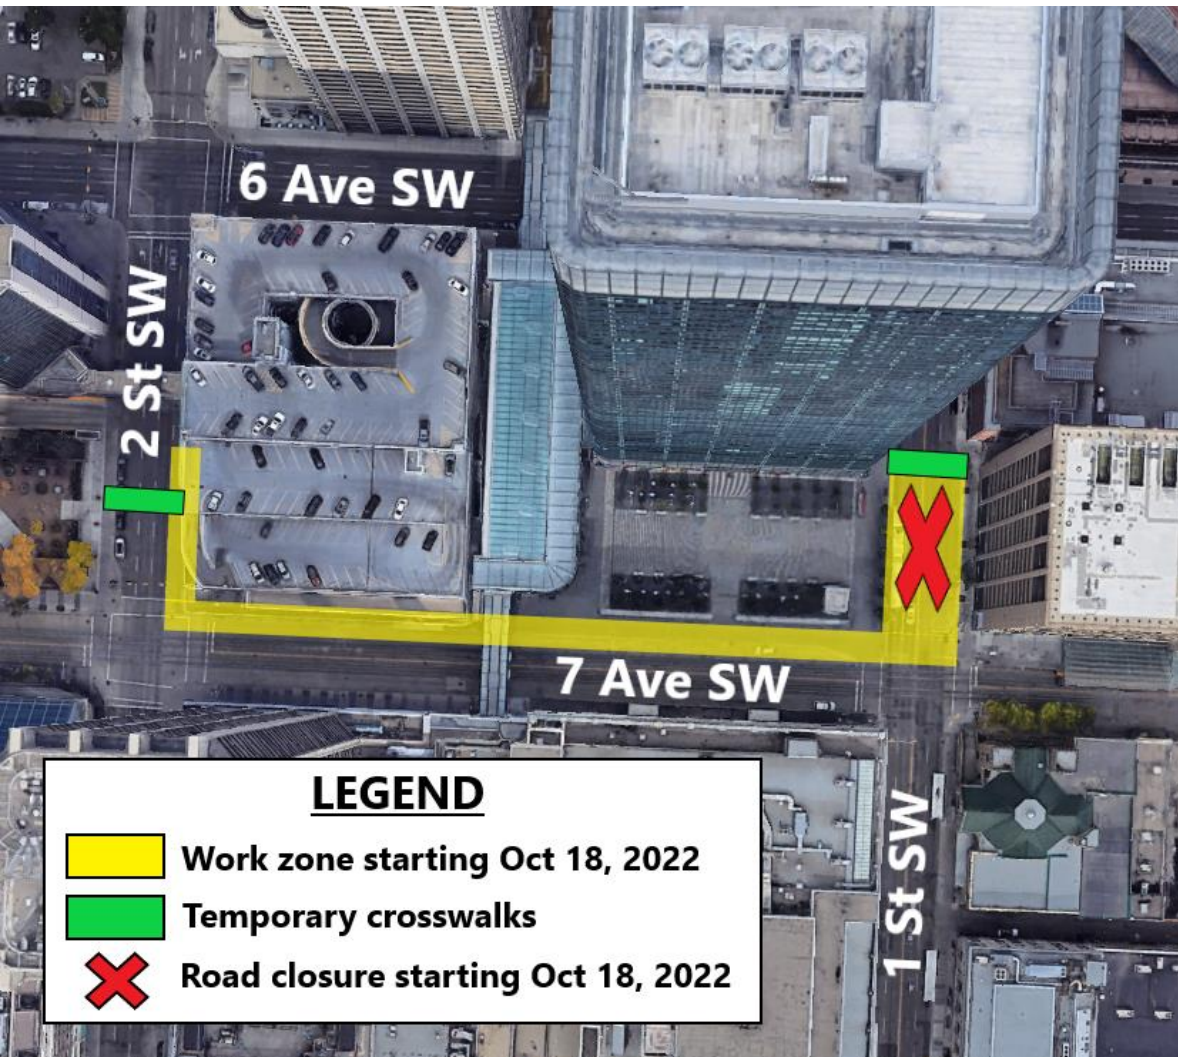 6 Ave SW
2 St SW
7 Ave SW
1 St SW
LEGEND
Work zone starting Oct 18, 2022
Temporary crosswalks
Road closure starting Oct 18, 2022